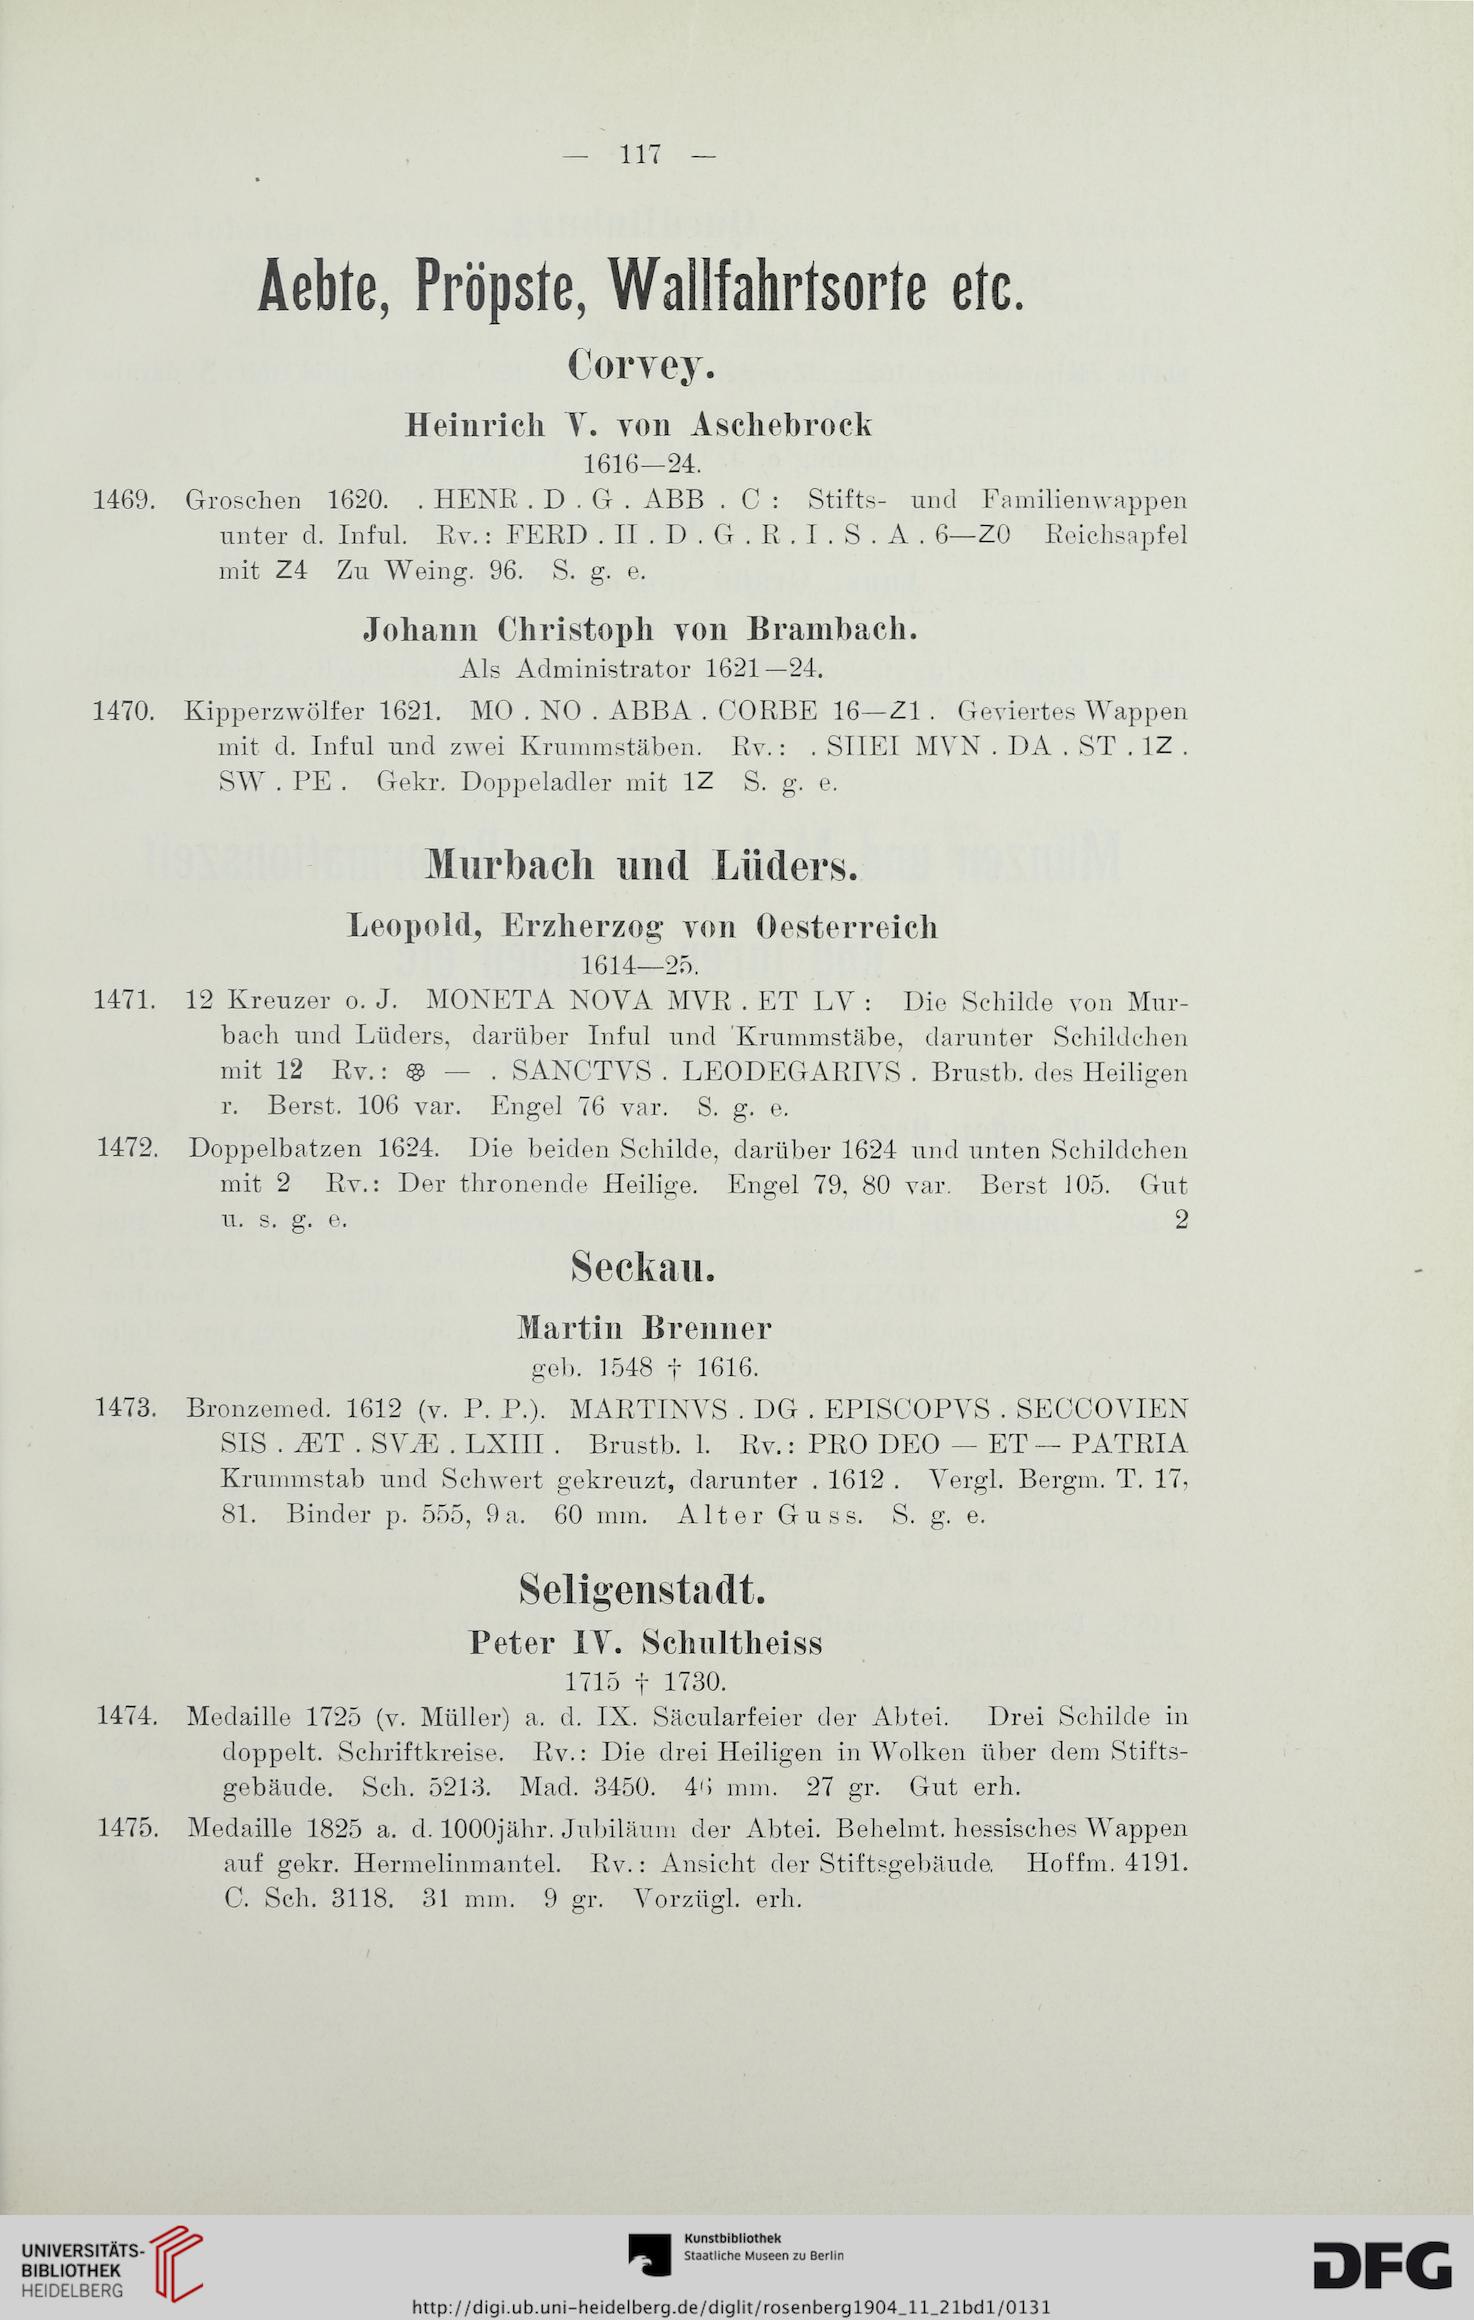 — 117 —
Aebte, Pröpste, Wallfahrtsorte etc.
Corvey.
Heinrich V. von Aschebrock
1616—24.
1469. Groschen 1620. . HENR . D . G . ABB . C : Stifts- und Familienwappen
unter d. Inful. Rv.: FERD . II . D . G . R . I . S . A . 6—Z0 Reichsapfel
mit Z4 Zu Weing. 96. S. g. e.
Johann Christoph von Brambach.
Als Administrator 1621—24.
1470. Kipperzwölfer 1621. MO . NO . ABBA . CORBE 16—Z1 . Geviertes Wappen
mit d. Inful und zwei Krummstäben. Rv.: . SIIEI MVN . DA . ST . 1Z .
SW . PE . Gekr. Doppeladler mit 1Z S. g. e.
Murbach und Lüders.
Leopold, Erzherzog von Oesterreich
1614—25.
1471. 12 Kreuzer o. J. MONETA NOVA MVR . ET LV : Die Schilde von Mur-
bach und Lüders, darüber Inful und Krummstäbe, darunter Schildchen
mit 12 Rv.: ❀ — . SANCTVS . LEODEGARIVS . Brustb. des Heiligen
r. Berst. 106 var. Engel 76 var. S. g. e.
1472. Doppelbatzen 1624. Die beiden Schilde, darüber 1624 und unten Schildchen
mit 2 Rv.: Der thronende Heilige. Engel 79, 80 var. Berst 105. Gut
u. s. g. e. 2
Seckau.
Martin Brenner
geb. 1548 † 1616.
1473. Bronzemed. 1612 (v. P. P.). MARTINVS . DG . EPISCOPVS . SECCOVIEN
SIS . ÆT . SVÆ . LXIII . Brustb. l. Rv.: PRO DEO — ET — PATRIA
Krummstab und Schwert gekreuzt, darunter . 1612 . Vergl. Bergm. T. 17,
81. Binder p. 555, 9a. 60 mm. Alter Guss. S. g. e.
Seligenstadt.
Peter IV. Schultheiss
1715 † 1730.
1474. Medaille 1725 (v. Müller) a. d. IX. Säcularfeier der Abtei. Drei Schilde in
doppelt. Schriftkreise. Rv.: Die drei Heiligen in Wolken über dem Stifts-
gebäude. Sch. 5213. Mad. 3450. 46 mm. 27 gr. Gut erh.
1475. Medaille 1825 a. d. 1000jähr. Jubiläum der Abtei. Behelmt. hessisches Wappen
auf gekr. Hermelinmantel. Rv.: Ansicht der Stiftsgebäude. Hoffm. 4191.
C. Sch. 3118. 31 mm. 9 gr. Vorzügl. erh.
UNIVERSITÄTS-
BIBLIOTHEK
HEIDELBERG
Kunstbibliothek
Staatliche Museen zu Berlin
DFG
http://digi.ub.uni-heidelberg.de/diglit/rosenberg1904_11_21bd1/0131